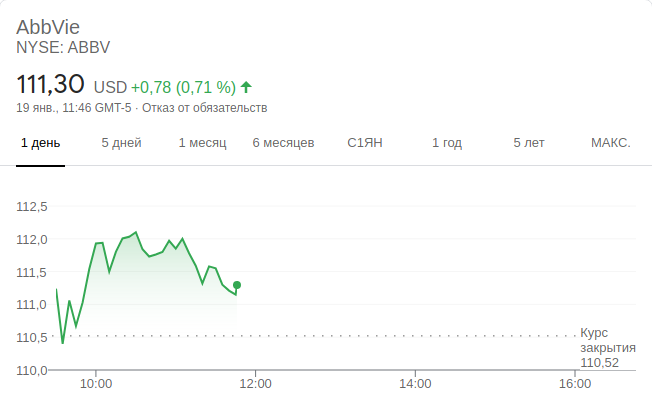 AbbVie
NYSE: ABBV
111,30 USD +0,78 (0,71 %)
19 янв., 11:46 GMT-5 · Отказ от обязательств
1 день 5 дней 1 месяц 6 месяцев С1ЯН 1 год 5 лет МАКС.
112,5
112,0
111,5
111,0
110,5
110,0
Курс
закрытия
110,52
10:00 12:00 14:00 16:00